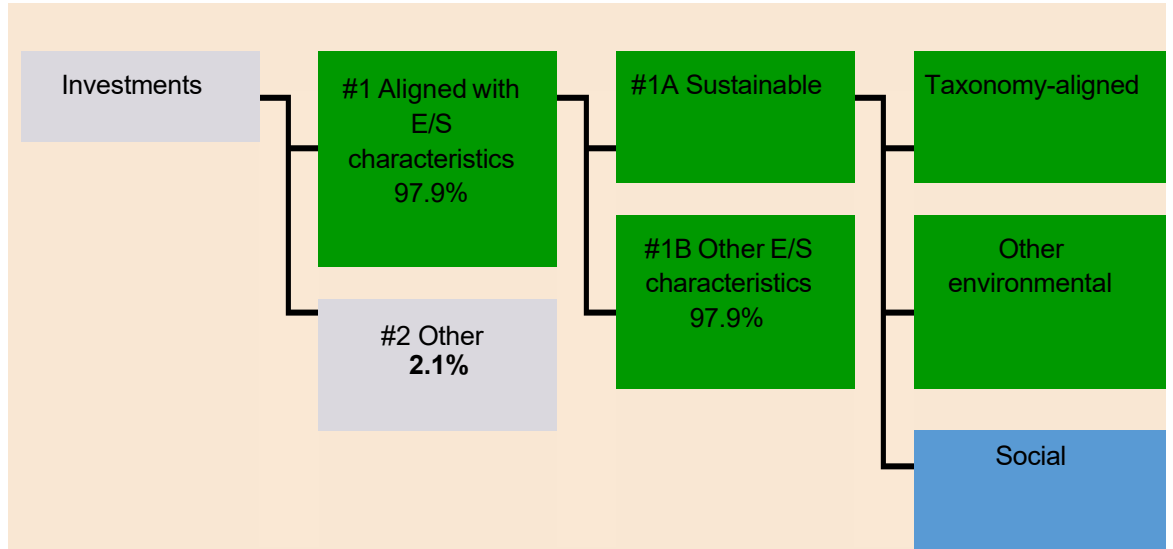 Investments
#1 Aligned with
E/S
characteristics
97.9%
#2 Other
2.1%
#1A Sustainable
#1B Other E/S
characteristics
97.9%
Taxonomy-aligned
Other
environmental
Social